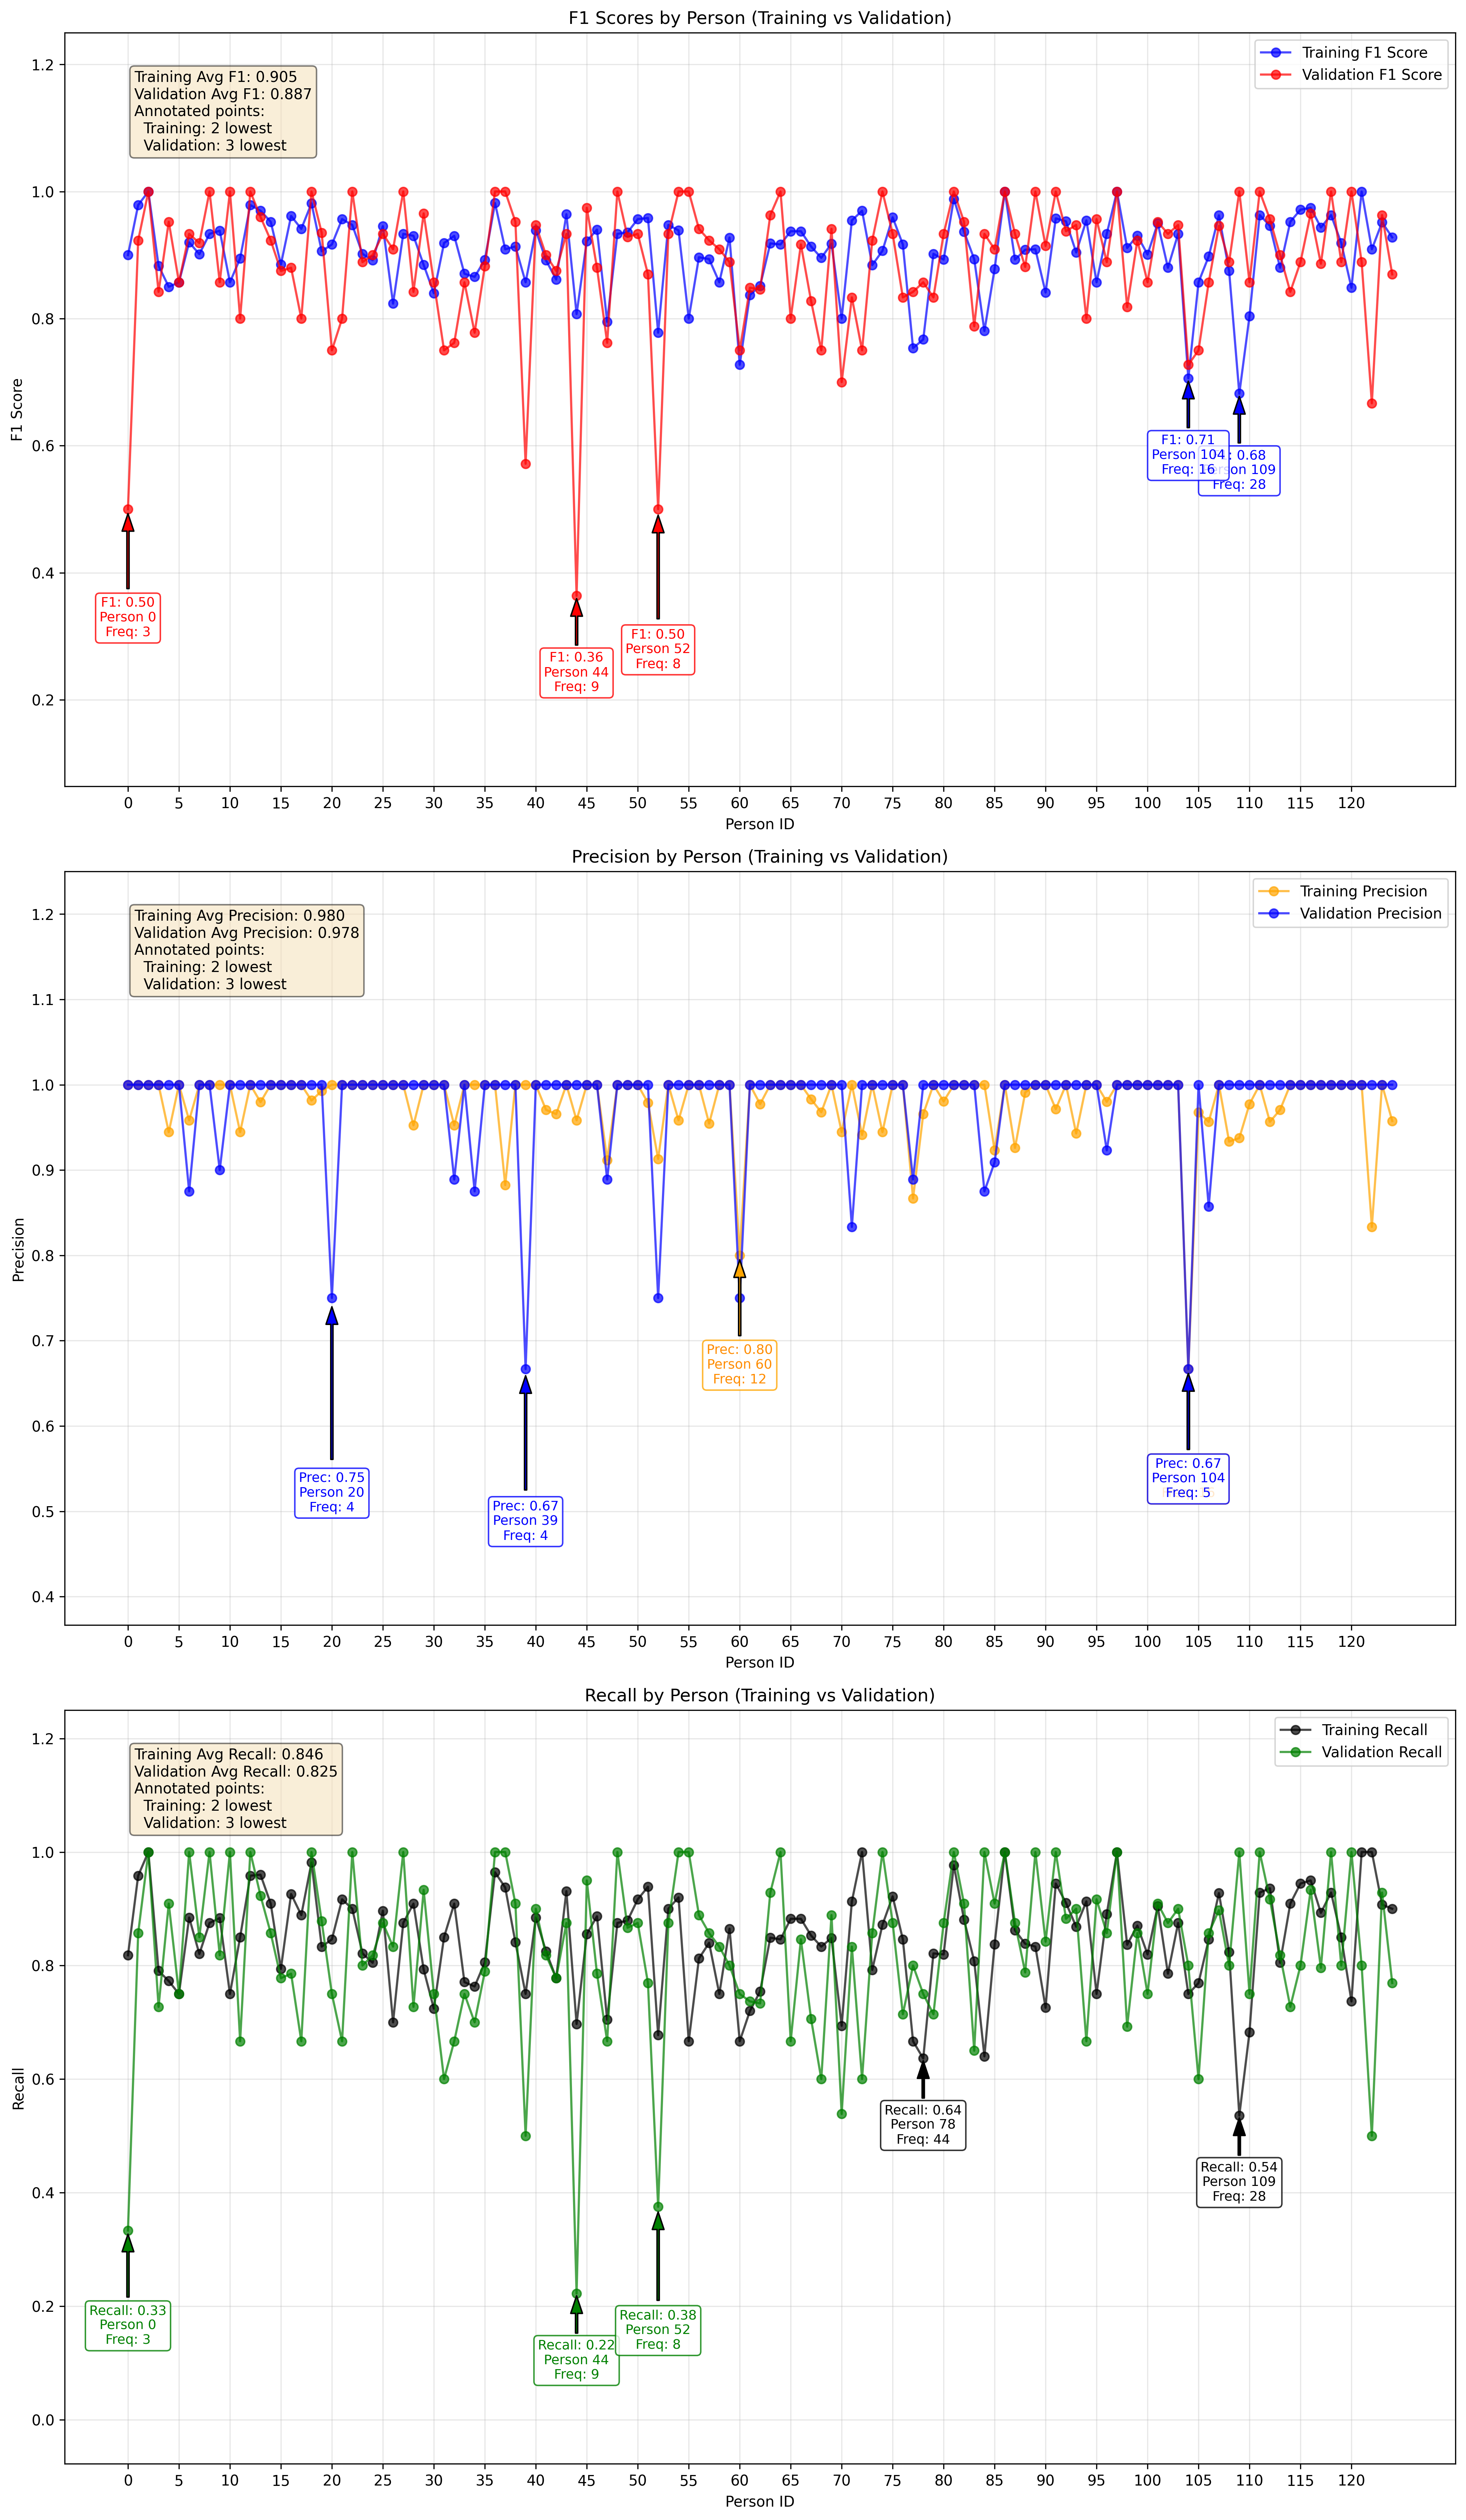 F1 Scores by Person (Training vs Validation)
Training F1 Score
Validation F1 Score
Training Avg F1: 0.905
Validation Avg F1: 0.887
Annotated points:
Training: 2 lowest
Validation: 3 lowest
1.2
1.0
0.8
0.6
0.4
0.2
F1 Score
F1: 0.50
Person 0
Freq: 3
F1: 0.36
Person 44
Freq: 9
F1: 0.50
Person 52
Freq: 8
F1: 0.71
Person 104
Freq: 16
: 0.68
on 109
Freq: 28
0 5 10 15 20 25 30 35 40 45 50 55 60 65 70 75 80 85 90 95 100 105 110 115 120
Person ID
Precision by Person (Training vs Validation)
Training Precision
Validation Precision
Training Avg Precision: 0.980
Validation Avg Precision: 0.978
Annotated points:
Training: 2 lowest
Validation: 3 lowest
1.2
1.1
1.0
0.9
0.8
0.7
0.6
0.5
0.4
Precision
Prec: 0.75
Person 20
Freq: 4
Prec: 0.67
Person 39
Freq: 4
Prec: 0.80
Person 60
Freq: 12
Prec: 0.67
Person 104
Freq: 5
0 5 10 15 20 25 30 35 40 45 50 55 60 65 70 75 80 85 90 95 100 105 110 115 120
Person ID
Recall by Person (Training vs Validation)
Training Recall
Validation Recall
Training Avg Recall: 0.846
Validation Avg Recall: 0.825
Annotated points:
Training: 2 lowest
Validation: 3 lowest
1.2
1.0
0.8
0.6
0.4
0.2
0.0
Recall
Recall: 0.33
Person 0
Freq: 3
Recall: 0.22
Person 44
Freq: 9
Recall: 0.38
Person 52
Freq: 8
Recall: 0.64
Person 78
Freq: 44
Recall: 0.54
Person 109
Freq: 28
0 5 10 15 20 25 30 35 40 45 50 55 60 65 70 75 80 85 90 95 100 105 110 115 120
Person ID